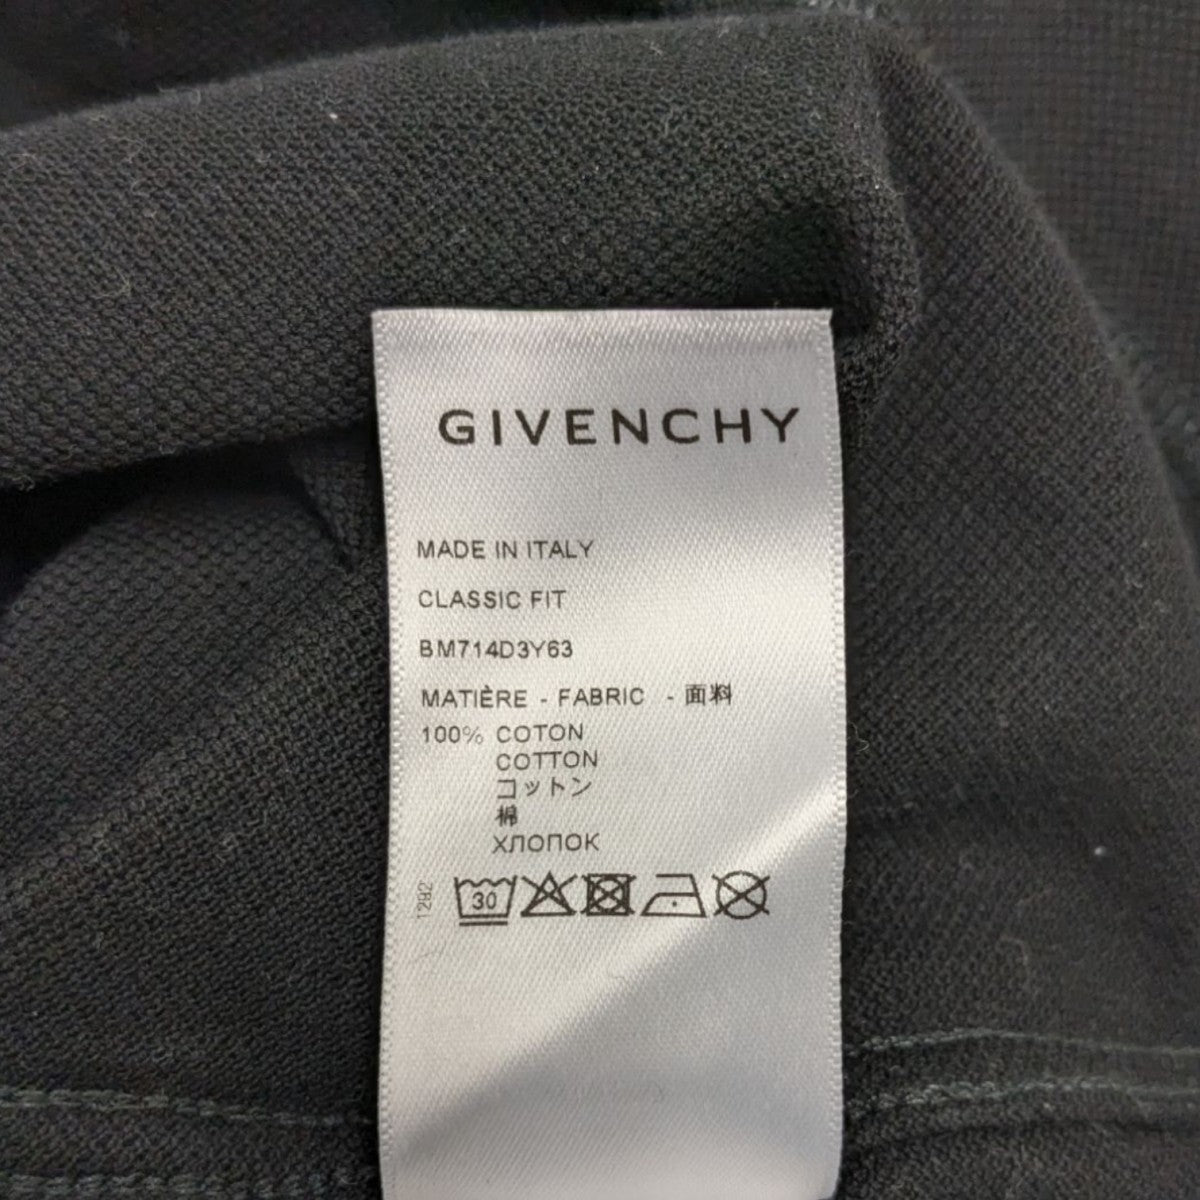 GIVENCHY
MADE IN ITALY
CLASSIC FIT
BM714D3Y63
MATIÈRE - FABRIC - 面料
100% COTON
COTTON
コットン
棉
ХЛОПОК
1292
30